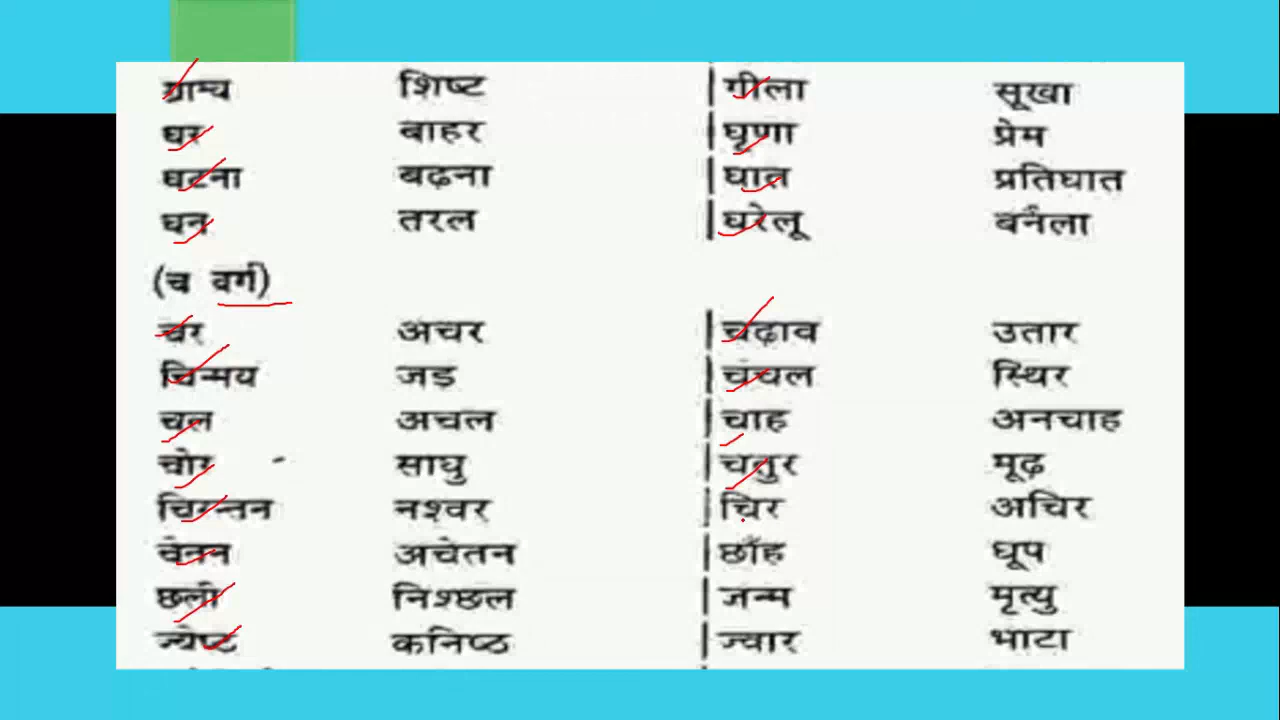 ग्राम्य शिष्ट | गीला सूखा
घर बाहर | घृणा प्रेम
घटना बढ़ना | घात प्रतिघात
घन तरल | घरेलू बनैला
(च वर्ग)
चर अचर | चढ़ाव उतार
चिन्मय जड़ | चंचल स्थिर
चल अचल | चाह अनचाह
चोर साधु | चतुर मूढ़
चिरन्तन नश्वर | चिर अचिर
चेतन अचेतन | छाँह धूप
छली निश्छल | जन्म मृत्यु
ज्येष्ठ कनिष्ठ | ज्वार भाटा